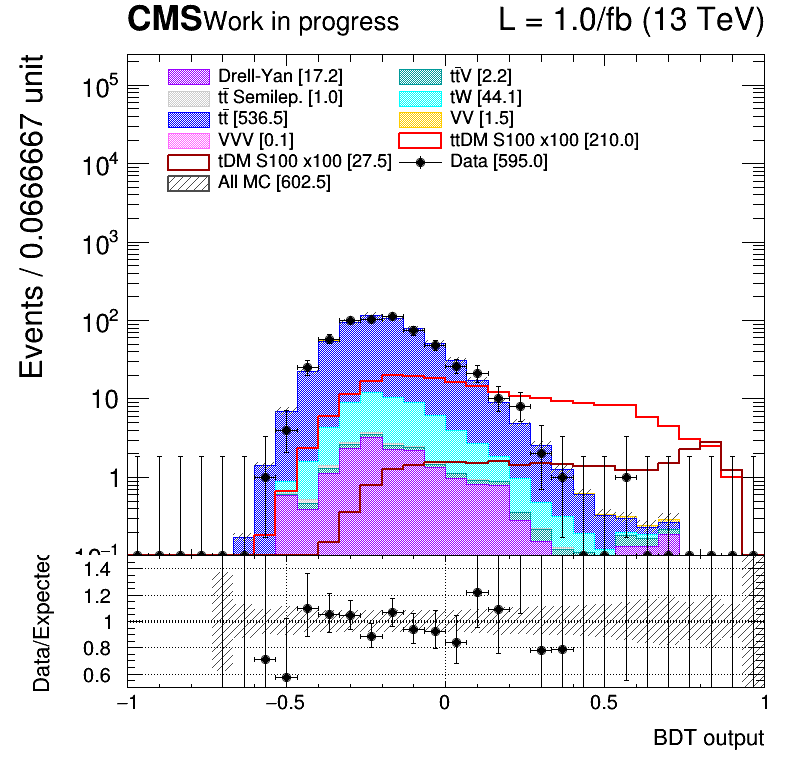 CMS Work in progress L = 1.0/fb (13 TeV)
Events / 0.0666667 unit
10⁵
10⁴
10³
10²
10
1
10⁻¹
Drell-Yan [17.2] tt̄V [2.2]
tt̄ Semilep. [1.0] tW [44.1]
tt̄ [536.5] VV [1.5]
VVV [0.1] ttDM S100 x100 [210.0]
tDM S100 x100 [27.5] Data [595.0]
All MC [602.5]
Data/Expected
1.4
1.2
1
0.8
0.6
−1 −0.5 0 0.5 1
BDT output